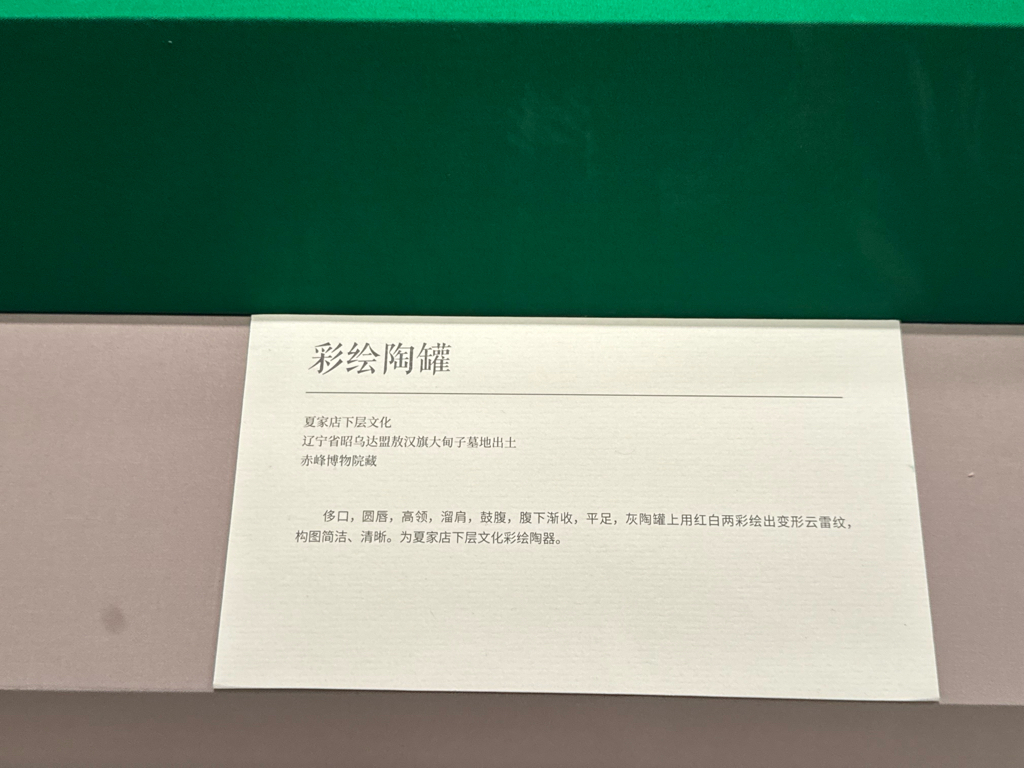 彩绘陶罐
夏家店下层文化
辽宁省昭乌达盟敖汉旗大甸子墓地出土
赤峰博物院藏
侈口，圆唇，高领，溜肩，鼓腹，腹下渐收，平足，灰陶罐上用红白两彩绘出变形云雷纹，
构图简洁、清晰。为夏家店下层文化彩绘陶器。